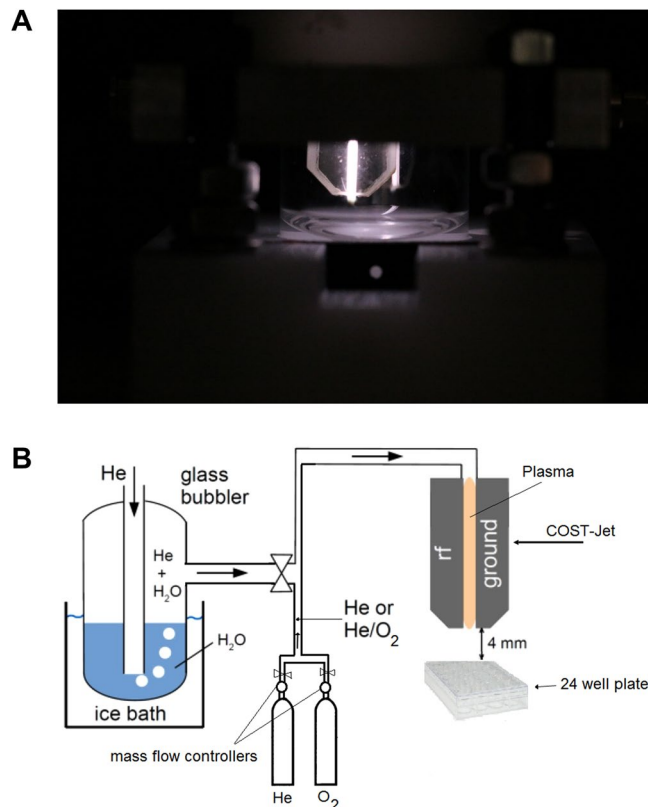 A
B
He
glass
bubbler
He
+
H₂O
H₂O
ice bath
mass flow controllers
He
O₂
He or
He/O₂
Plasma
rf
ground
COST-Jet
4 mm
24 well plate